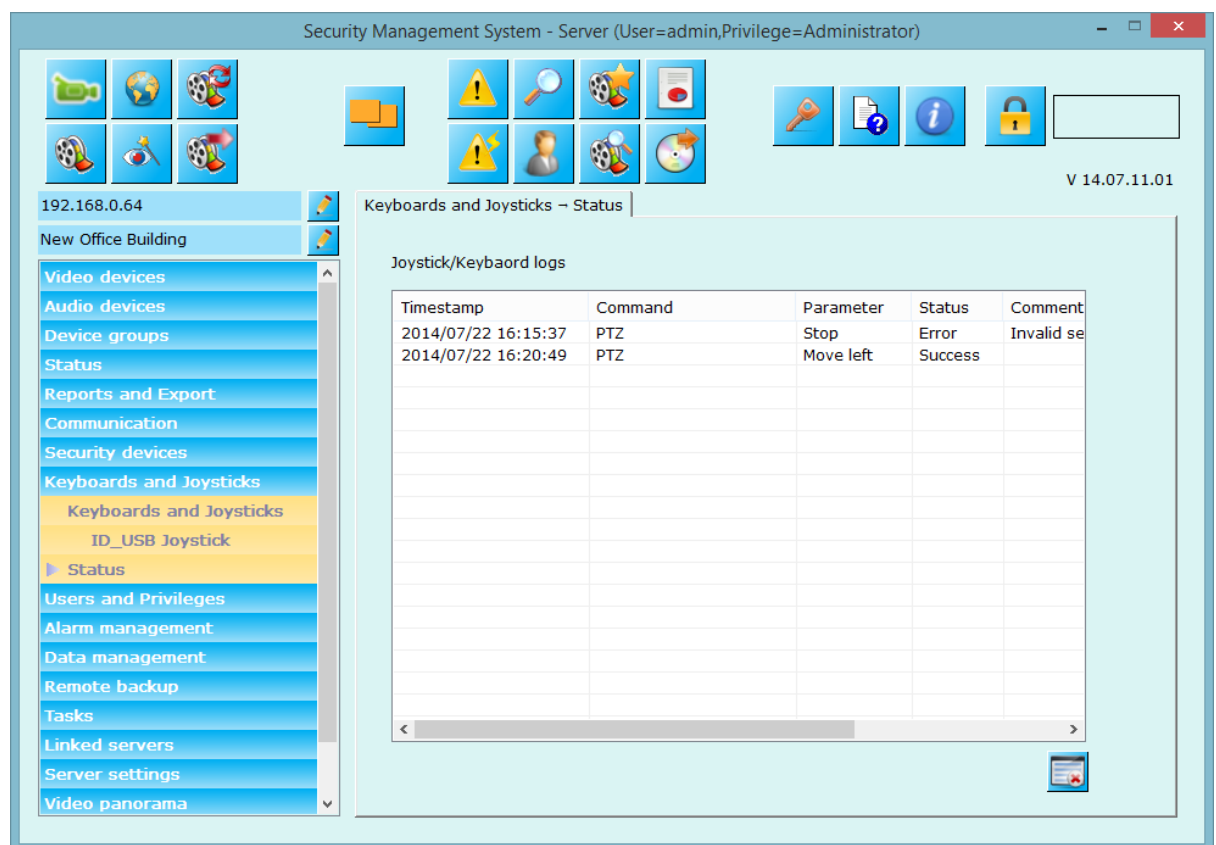 Security Management System - Server (User=admin,Privilege=Administrator)
V 14.07.11.01
192.168.0.64
New Office Building
Video devices
Audio devices
Device groups
Status
Reports and Export
Communication
Security devices
Keyboards and Joysticks
Keyboards and Joysticks
ID_USB Joystick
Status
Users and Privileges
Alarm management
Data management
Remote backup
Tasks
Linked servers
Server settings
Video panorama
Keyboards and Joysticks → Status
Joystick/Keybaord logs
Timestamp Command Parameter Status Comment
2014/07/22 16:15:37 PTZ Stop Error Invalid se
2014/07/22 16:20:49 PTZ Move left Success